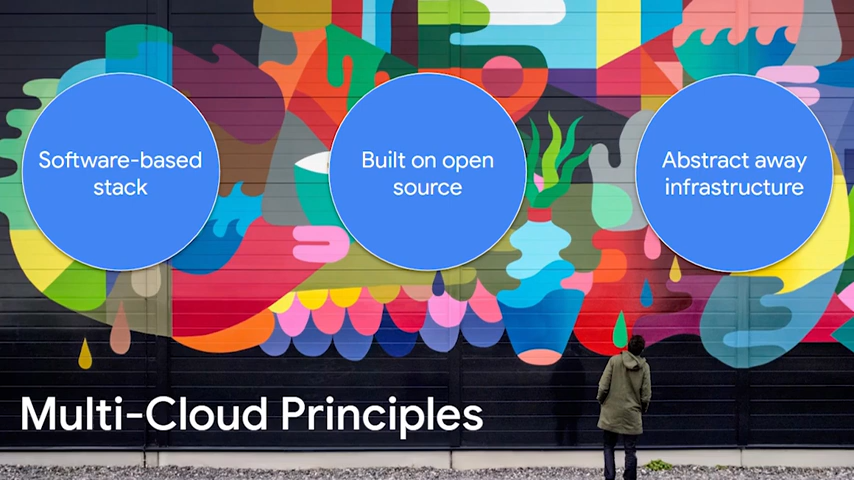 Software-based
stack
Built on open
source
Abstract away
infrastructure
Multi-Cloud Principles